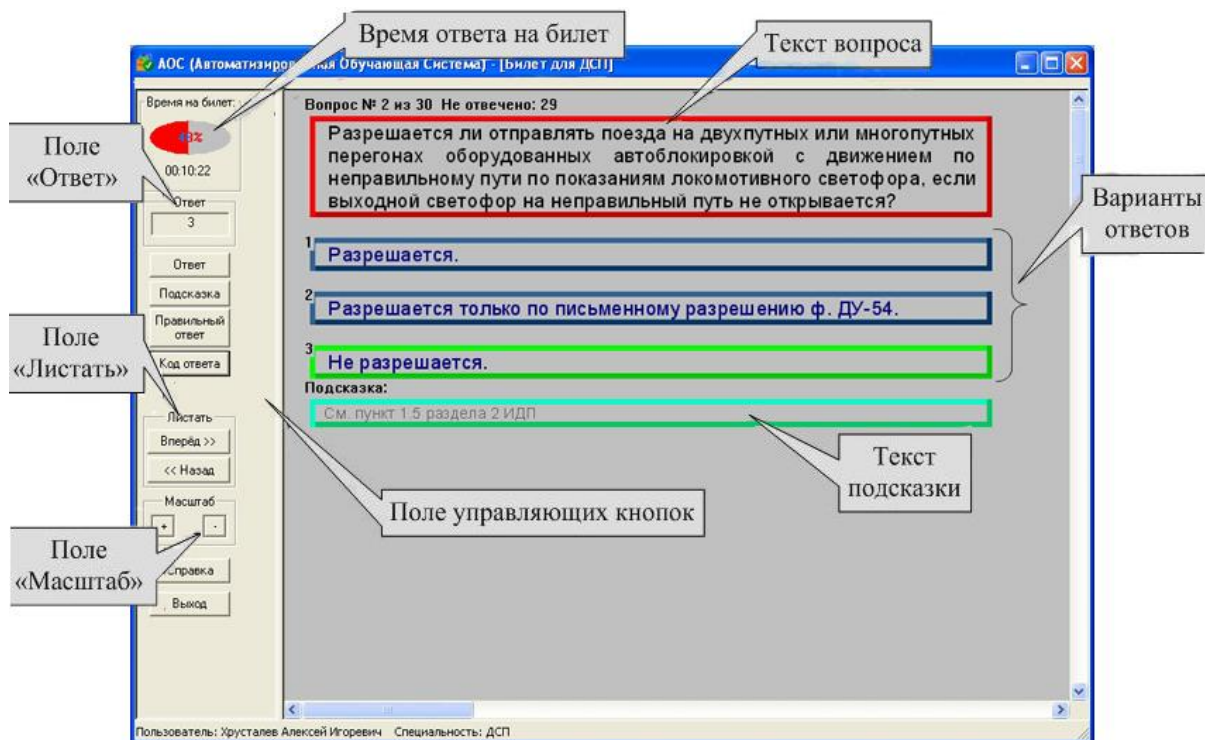 Время ответа на билет
Текст вопроса
АОС (Автоматизированная Обучающая Система) - [Билет для ДСП]
Время на билет:
00:10:22
Поле
«Ответ»
Ответ
3
Ответ
Подсказка
Правильный
ответ
Код ответа
Поле
«Листать»
Листать
Вперёд >>
<< Назад
Масштаб
+
-
Поле
«Масштаб»
Справка
Выход
Вопрос № 2 из 30 Не отвечено: 29
Разрешается ли отправлять поезда на двухпутных или многопутных
перегонах оборудованных автоблокировкой с движением по
неправильному пути по показаниям локомотивного светофора, если
выходной светофор на неправильный путь не открывается?
Варианты
ответов
1
Разрешается.
2
Разрешается только по письменному разрешению ф. ДУ-54.
3
Не разрешается.
Подсказка:
См. пункт 1.5 раздела 2 ИДП
Текст
подсказки
Поле управляющих кнопок
Пользователь: Хрусталев Алексей Игоревич Специальность: ДСП